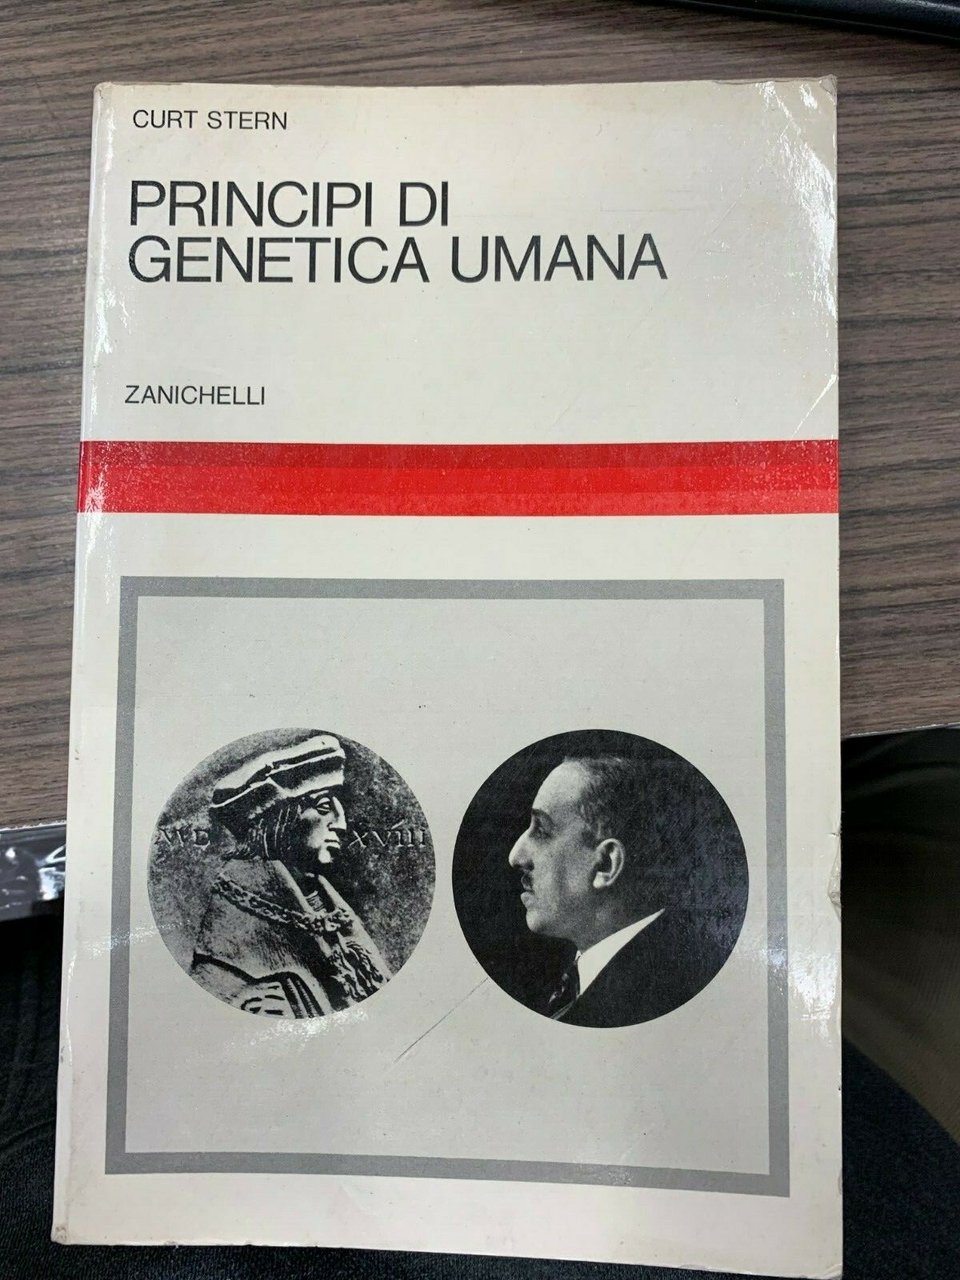 CURT STERN
PRINCIPI DI
GENETICA UMANA
ZANICHELLI
XVIII